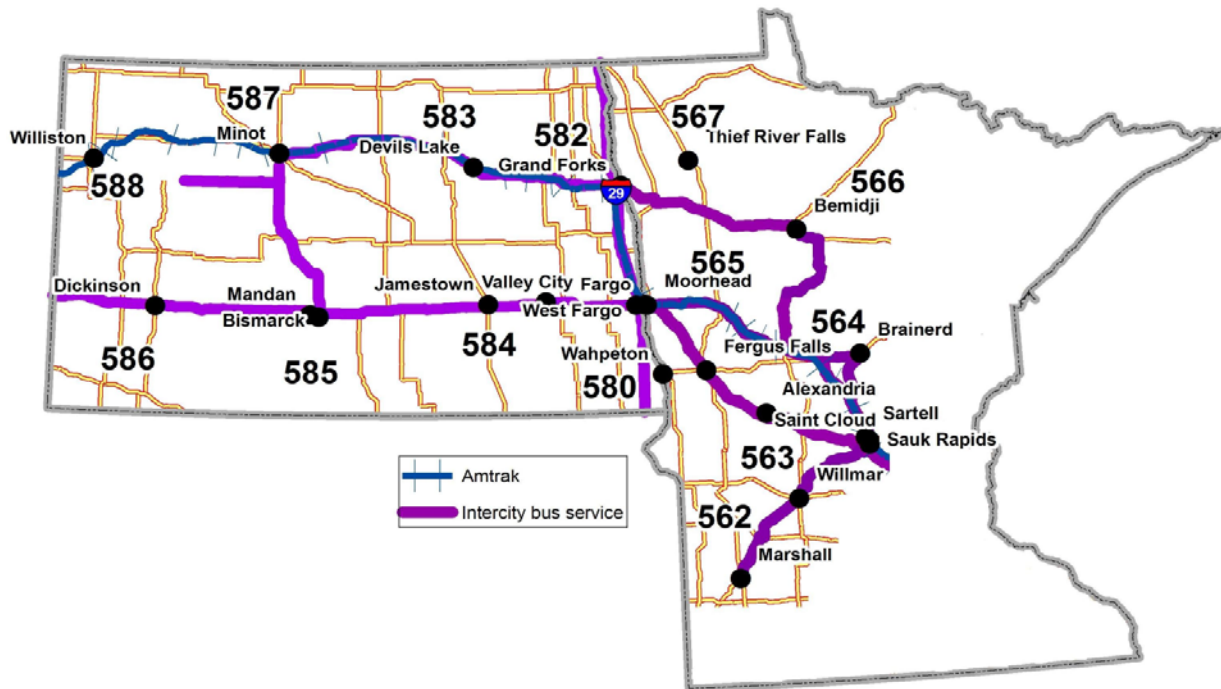 587
583
567
Williston
Minot
582
Thief River Falls
Devils Lake
Grand Forks
588
29
566
Bemidji
565
Dickinson
Jamestown
Valley City
Fargo
Moorhead
Mandan
Bismarck
West Fargo
564
Brainerd
586
585
584
Wahpeton
Fergus Falls
580
Alexandria
Saint Cloud
Sartell
Sauk Rapids
563
Willmar
Amtrak
Intercity bus service
562
Marshall